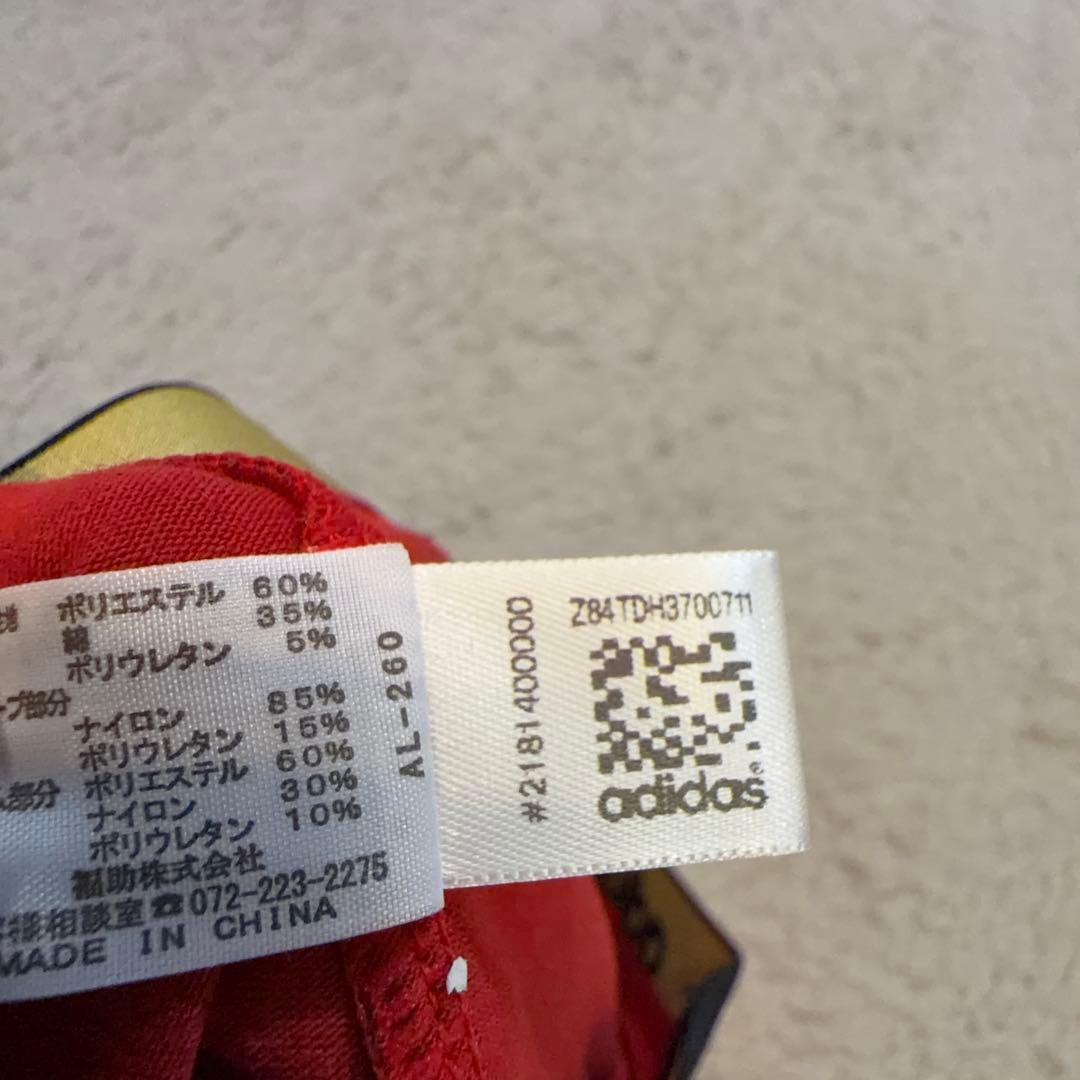 ポリエステル 60%
綿 35%
ポリウレタン 5%
部分
ナイロン 85%
ポリウレタン 15%
部分 ポリエステル 60%
ナイロン 30%
ポリウレタン 10%
福助株式会社
様相談室☎072-223-2275
MADE IN CHINA
AL-260
#2181400000
Z84TDH3700711
adidas